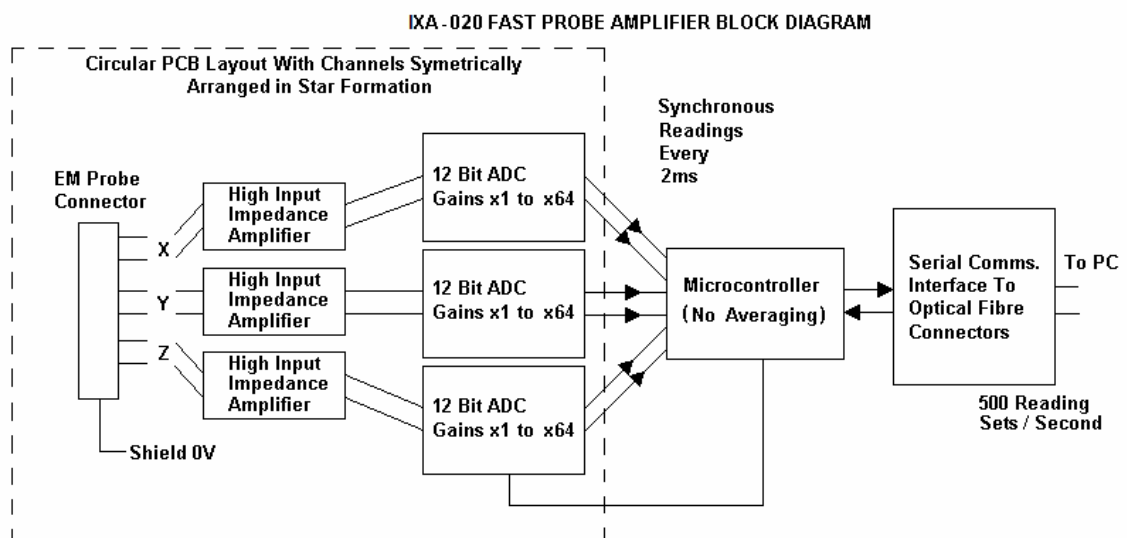 IXA-020 FAST PROBE AMPLIFIER BLOCK DIAGRAM
Circular PCB Layout With Channels Symetrically
Arranged in Star Formation
Synchronous
Readings
Every
2ms
EM Probe
Connector
X
Y
Z
Shield 0V
High Input
Impedance
Amplifier
High Input
Impedance
Amplifier
High Input
Impedance
Amplifier
12 Bit ADC
Gains x1 to x64
12 Bit ADC
Gains x1 to x64
12 Bit ADC
Gains x1 to x64
Microcontroller
(No Averaging)
Serial Comms.
Interface To
Optical Fibre
Connectors
To PC
500 Reading
Sets / Second